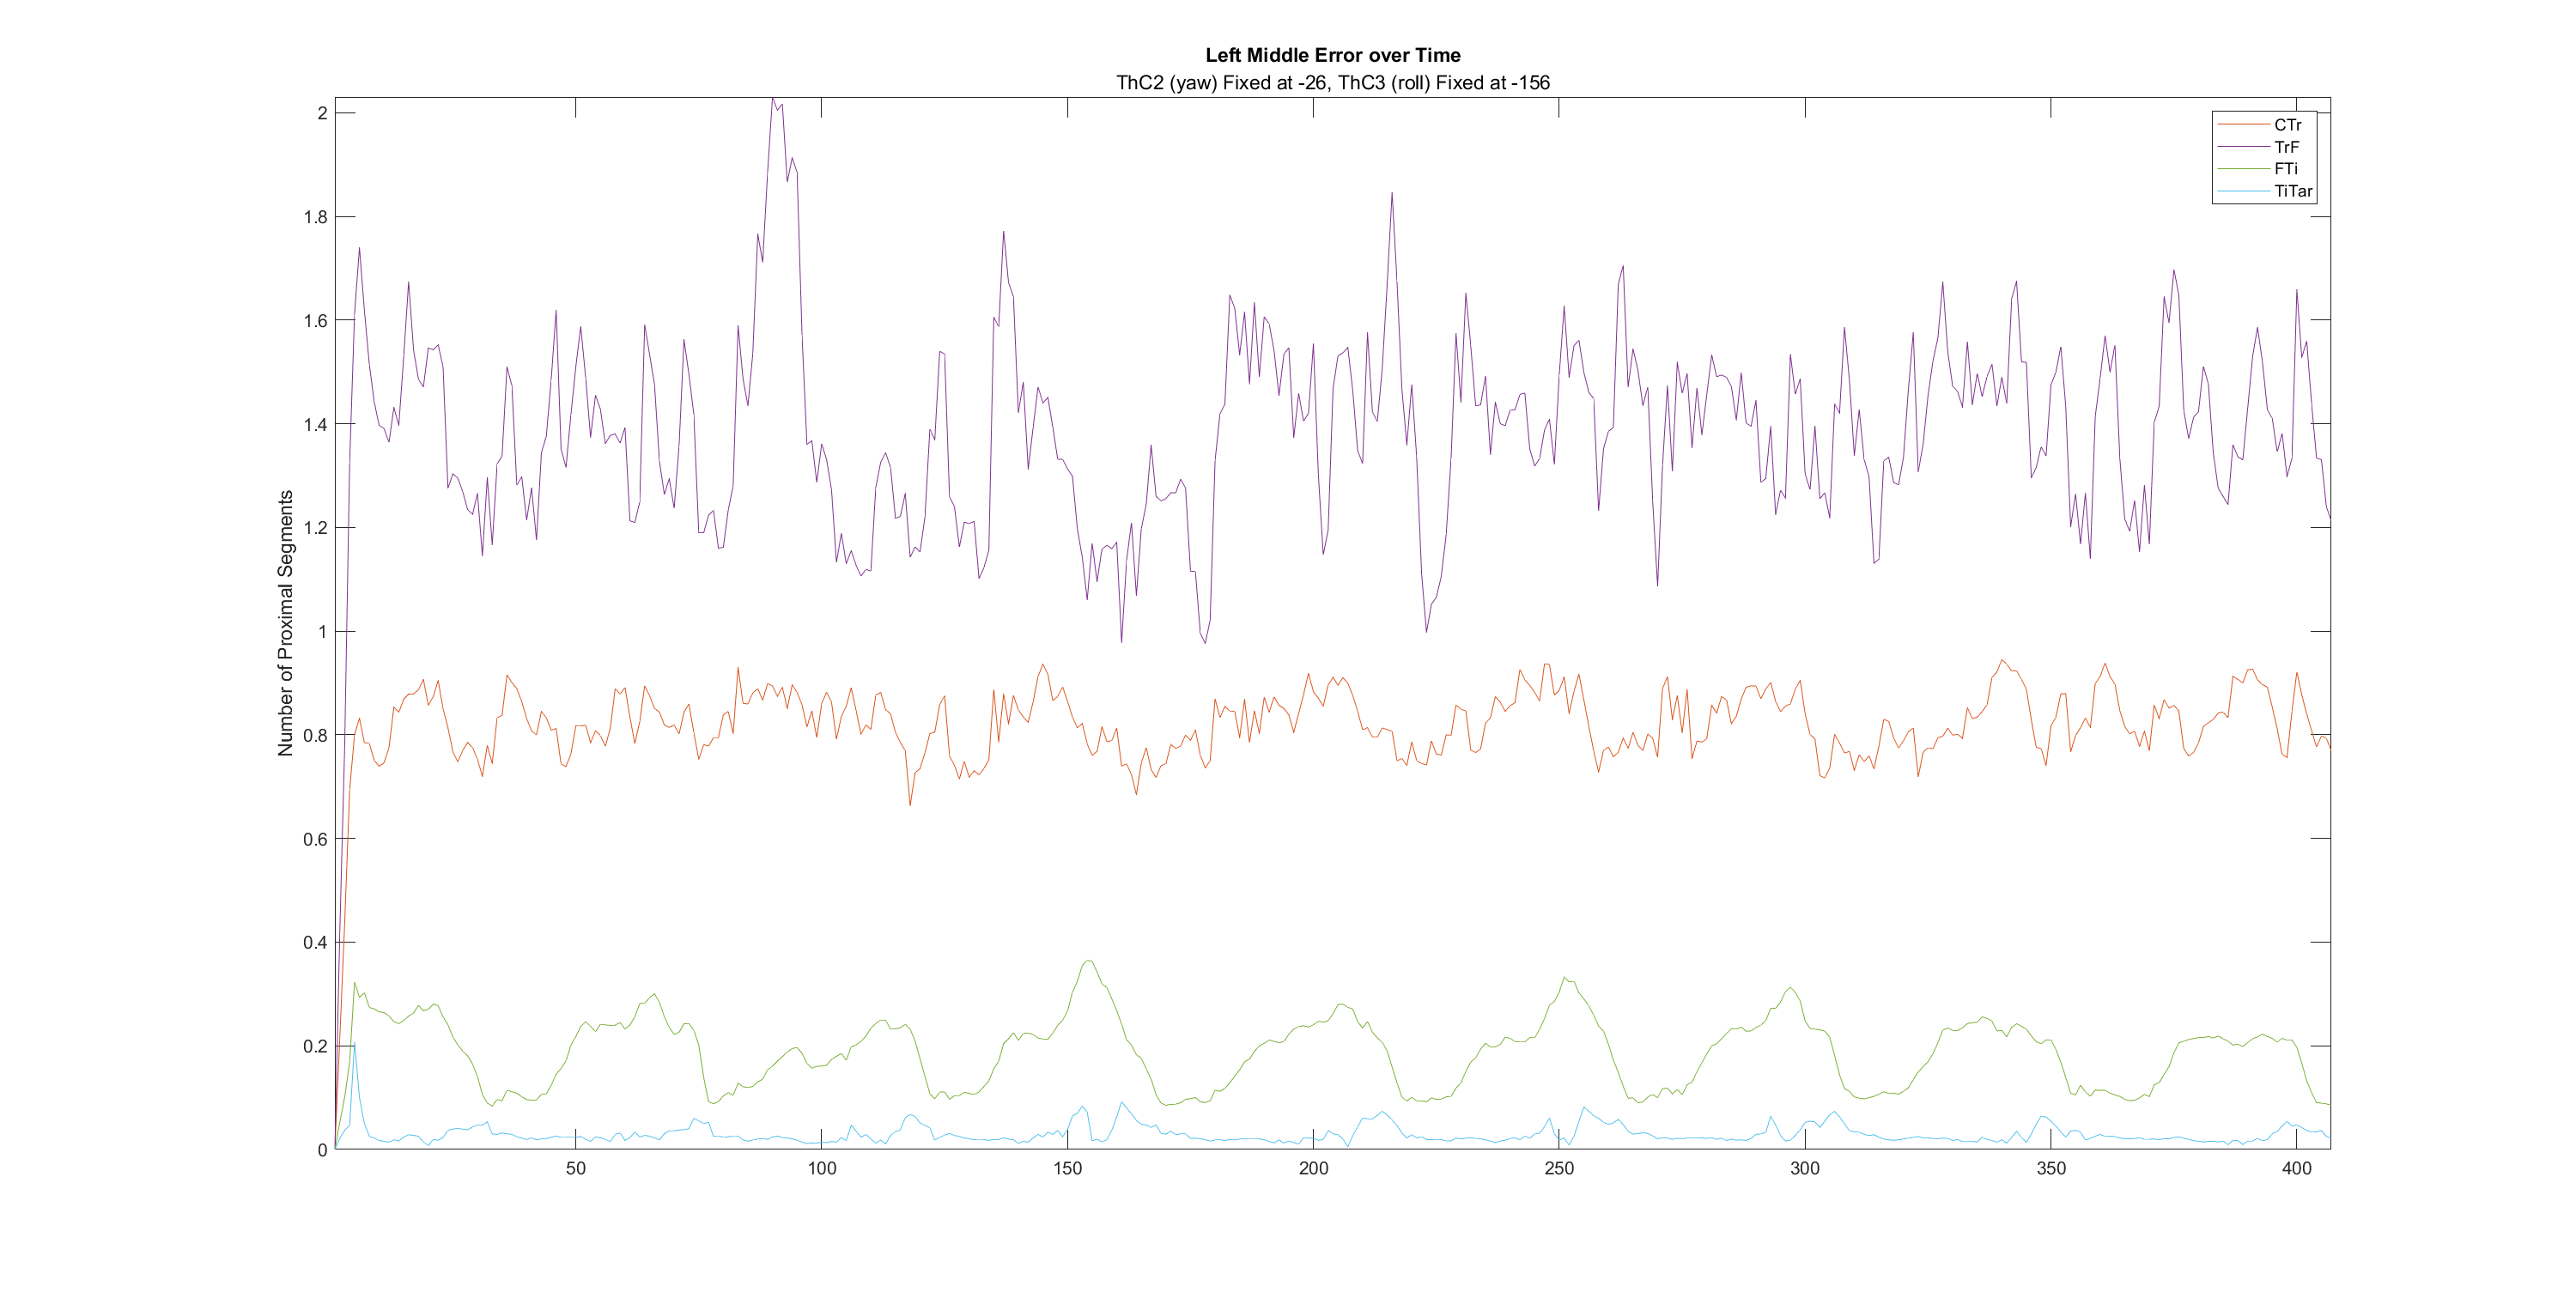 Left Middle Error over Time
ThC2 (yaw) Fixed at -26, ThC3 (roll) Fixed at -156
Number of Proximal Segments
2
1.8
1.6
1.4
1.2
1
0.8
0.6
0.4
0.2
0
50 100 150 200 250 300 350 400
CTr
TrF
FTi
TiTar